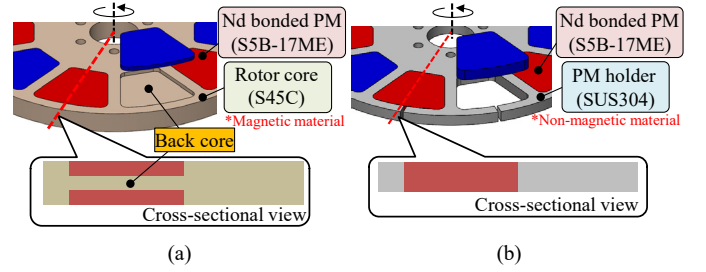 Nd bonded PM
(S5B-17ME)
Rotor core
(S45C)
*Magnetic material
Back core
Cross-sectional view
(a)
Nd bonded PM
(S5B-17ME)
PM holder
(SUS304)
*Non-magnetic material
Cross-sectional view
(b)